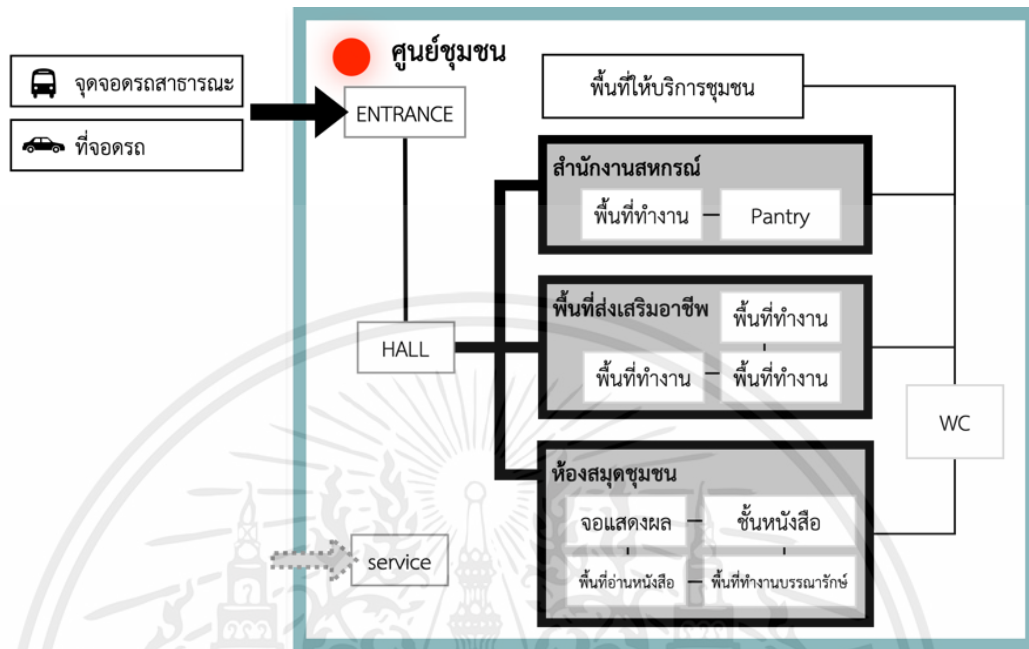 ศูนย์ชุมชน
จุดจอดรถสาธารณะ
ที่จอดรถ
ENTRANCE
พื้นที่ให้บริการชุมชน
สำนักงานสหกรณ์
พื้นที่ทำงาน
Pantry
พื้นที่ส่งเสริมอาชีพ
พื้นที่ทำงาน
พื้นที่ทำงาน
พื้นที่ทำงาน
HALL
WC
ห้องสมุดชุมชน
จอแสดงผล
ชั้นหนังสือ
พื้นที่อ่านหนังสือ
พื้นที่ทำงานบรรณารักษ์
service